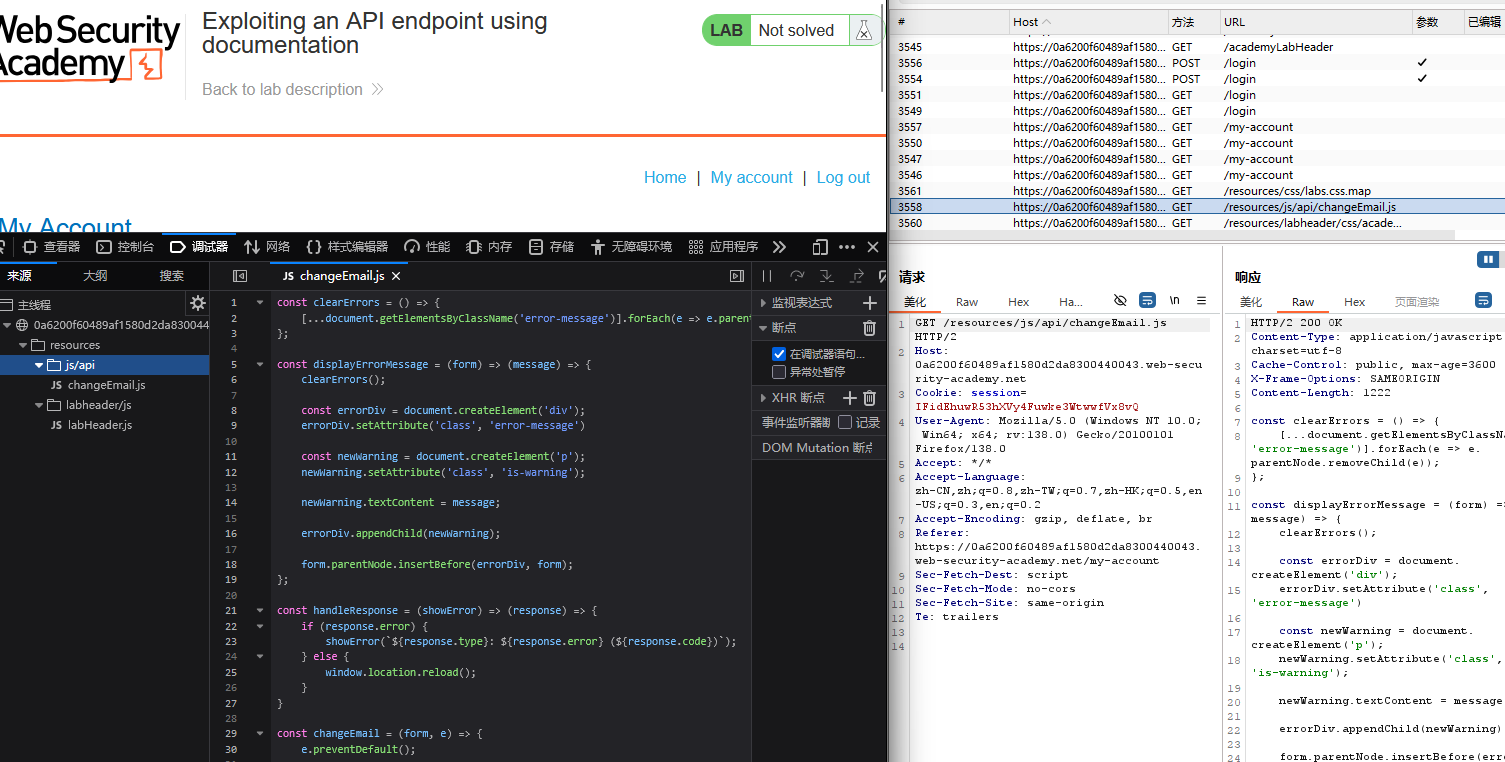 Web Security
Academy
Exploiting an API endpoint using
documentation
Back to lab description
LAB Not solved
Home | My account | Log out
My Account
查看器 控制台 调试器 网络 样式编辑器 性能 内存 存储 无障碍环境 应用程序
来源 大纲 搜索
JS changeEmail.js
主线程
0a6200f60489af1580d2da830044
resources
js/api
JS changeEmail.js
labheader/js
JS labHeader.js
1 const clearErrors = () => {
2 [...document.getElementsByClassName('error-message')].forEach(e => e.parent
3 };
4
5 const displayErrorMessage = (form) => (message) => {
6 clearErrors();
7
8 const errorDiv = document.createElement('div');
9 errorDiv.setAttribute('class', 'error-message')
10
11 const newWarning = document.createElement('p');
12 newWarning.setAttribute('class', 'is-warning');
13
14 newWarning.textContent = message;
15
16 errorDiv.appendChild(newWarning);
17
18 form.parentNode.insertBefore(errorDiv, form);
19 };
20
21 const handleResponse = (showError) => (response) => {
22 if (response.error) {
23 showError(`${response.type}: ${response.error} (${response.code})`);
24 } else {
25 window.location.reload();
26 }
27 }
28
29 const changeEmail = (form, e) => {
30 e.preventDefault();
监视表达式
断点
在调试器语句...
异常处暂停
XHR 断点
事件监听器断 记录
DOM Mutation 断点
# Host 方法 URL 参数 已编辑
3545 https://0a6200f60489af1580... GET /academyLabHeader
3556 https://0a6200f60489af1580... POST /login ✓
3554 https://0a6200f60489af1580... POST /login ✓
3551 https://0a6200f60489af1580... GET /login
3549 https://0a6200f60489af1580... GET /login
3557 https://0a6200f60489af1580... GET /my-account
3550 https://0a6200f60489af1580... GET /my-account
3547 https://0a6200f60489af1580... GET /my-account
3546 https://0a6200f60489af1580... GET /my-account
3561 https://0a6200f60489af1580... GET /resources/css/labs.css.map
3558 https://0a6200f60489af1580... GET /resources/js/api/changeEmail.js
3560 https://0a6200f60489af1580... GET /resources/labheader/css/acade...
请求
美化 Raw Hex Ha... \n
1 GET /resources/js/api/changeEmail.js
HTTP/2
2 Host:
0a6200f60489af1580d2da8300440043.web-secu
rity-academy.net
3 Cookie: session=
IFidEhuwR53hXVy4Fuwke3WtwwfVx8vQ
4 User-Agent: Mozilla/5.0 (Windows NT 10.0;
Win64; x64; rv:138.0) Gecko/20100101
Firefox/138.0
5 Accept: */*
6 Accept-Language:
zh-CN,zh;q=0.8,zh-TW;q=0.7,zh-HK;q=0.5,en
-US;q=0.3,en;q=0.2
7 Accept-Encoding: gzip, deflate, br
8 Referer:
https://0a6200f60489af1580d2da8300440043.
web-security-academy.net/my-account
9 Sec-Fetch-Dest: script
10 Sec-Fetch-Mode: no-cors
11 Sec-Fetch-Site: same-origin
12 Te: trailers
13
14
响应
美化 Raw Hex 页面渲染
1 HTTP/2 200 OK
2 Content-Type: application/javascript
charset=utf-8
3 Cache-Control: public, max-age=3600
4 X-Frame-Options: SAMEORIGIN
5 Content-Length: 1222
6
7 const clearErrors = () => {
8 [...document.getElementsByClassNa
'error-message')].forEach(e => e.
parentNode.removeChild(e));
9 };
10
11 const displayErrorMessage = (form) =
message) => {
12 clearErrors();
13
14 const errorDiv = document.
createElement('div');
15 errorDiv.setAttribute('class',
'error-message')
16
17 const newWarning = document.
createElement('p');
18 newWarning.setAttribute('class',
'is-warning');
19
20 newWarning.textContent = message
21
22 errorDiv.appendChild(newWarning)
23
24 form.parentNode.insertBefore(err